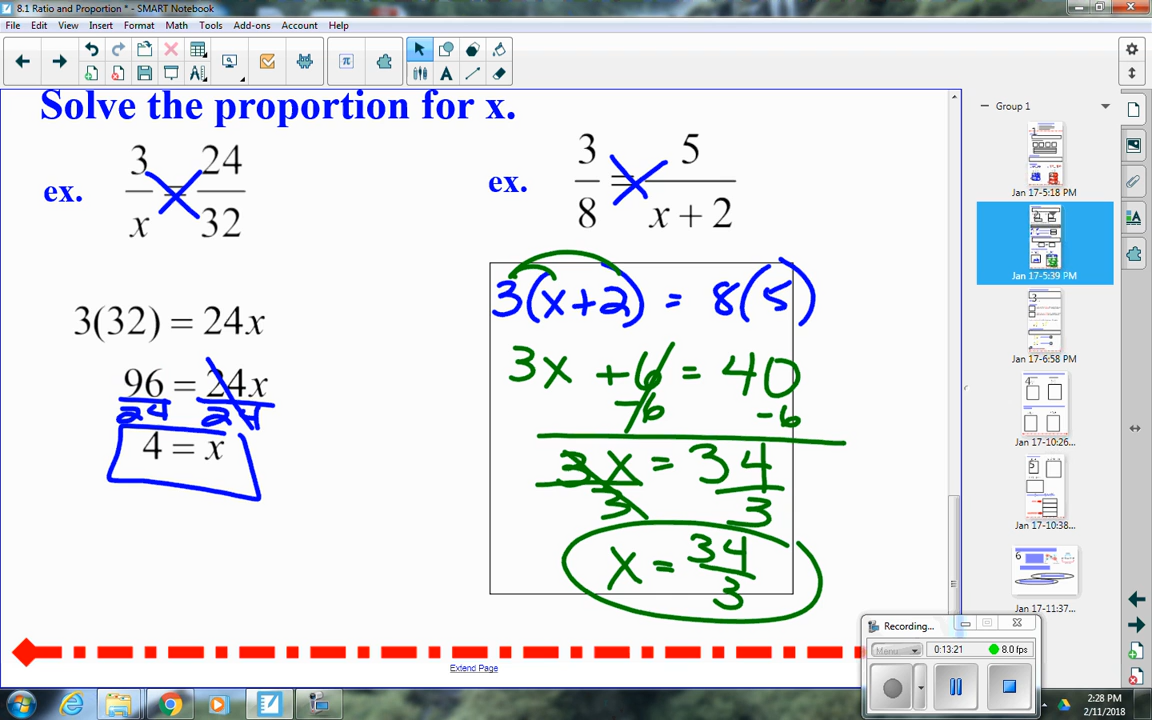 8.1 Ratio and Proportion * - SMART Notebook
File Edit View Insert Format Math Tools Add-ons Account Help
Solve the proportion for x.
ex. 3/x = 24/32
3(32) = 24x
96 = 24x
24 24
4 = x
ex. 3/8 = 5/(x + 2)
3(x+2) = 8(5)
3x +6 = 40
-6 -6
3x = 34
3 3
x = 34/3
Extend Page
Group 1
Jan 17-5:18 PM
Jan 17-5:39 PM
Jan 17-6:58 PM
Jan 17-10:26...
Jan 17-10:38...
Jan 17-11:37...
Recording...
Menu 0:13:21 8.0 fps
2:28 PM
2/11/2018